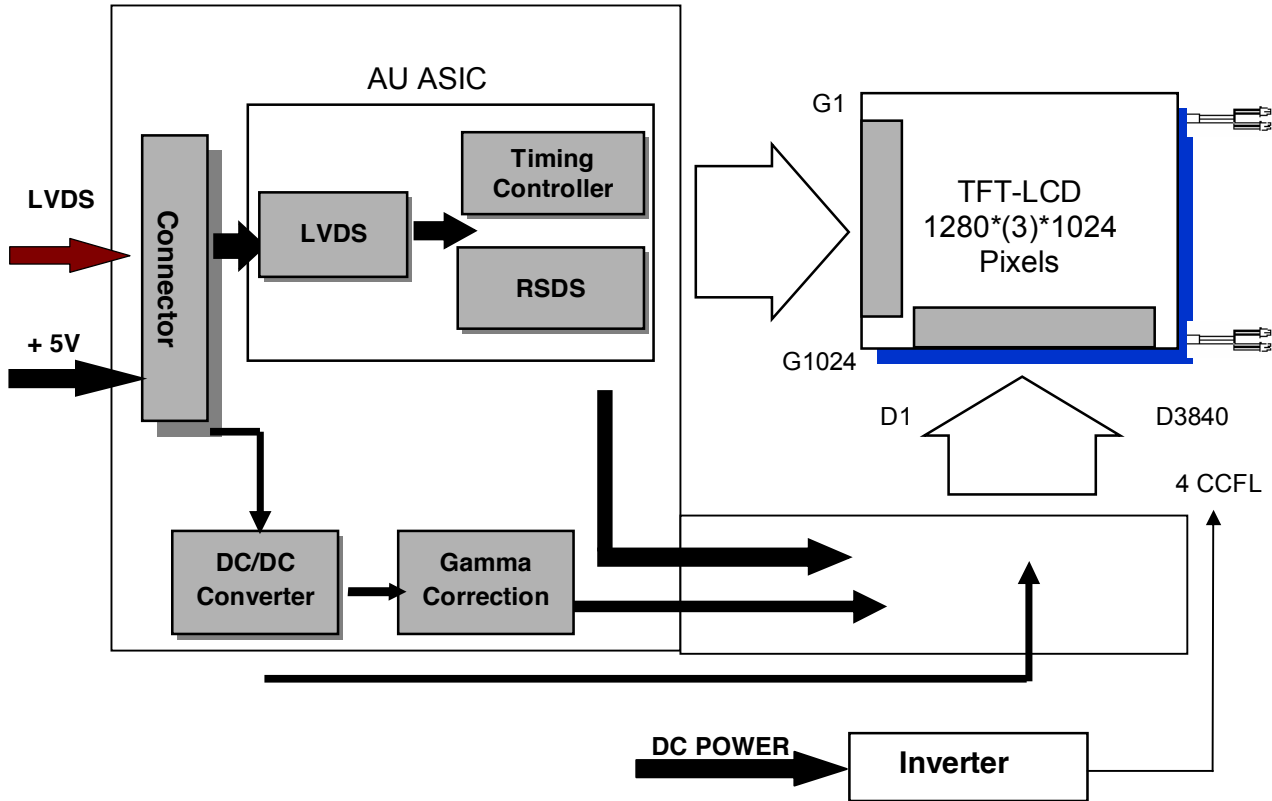 AU ASIC
G1
Timing
Controller
LVDS
Connector
LVDS
TFT-LCD
1280*(3)*1024
Pixels
RSDS
+ 5V
G1024
D1
D3840
4 CCFL
DC/DC
Converter
Gamma
Correction
DC POWER
Inverter